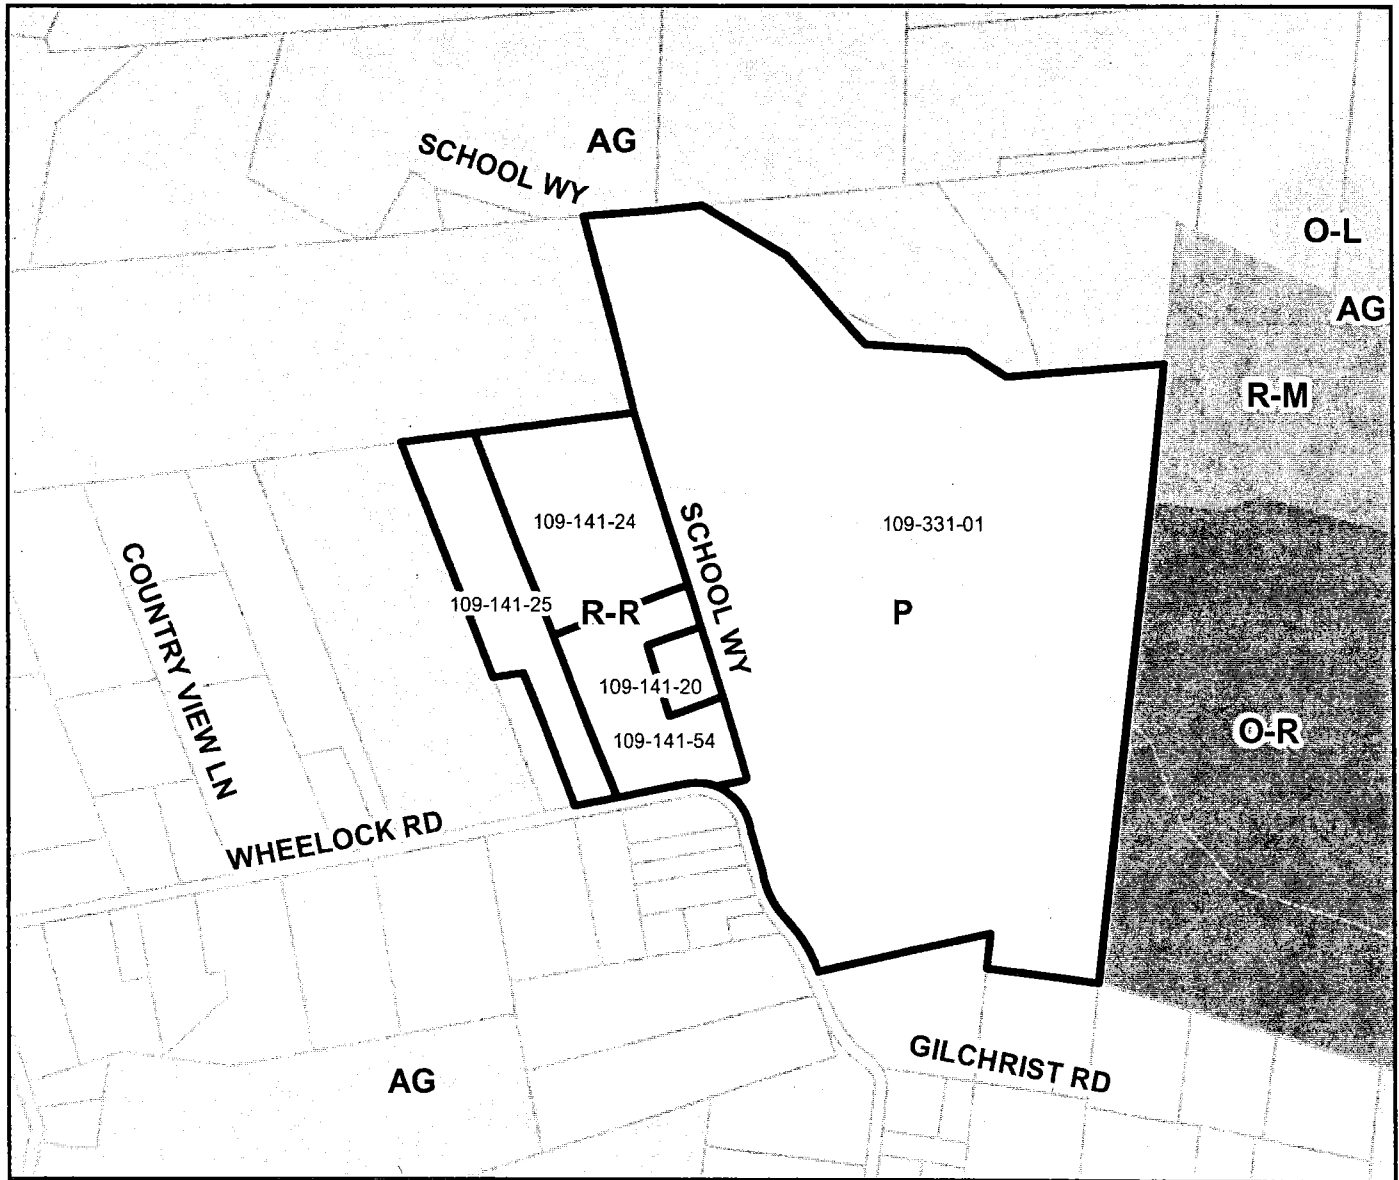 AG
SCHOOL WY
O-L
AG
R-M
109-141-24
SCHOOL WY
109-331-01
COUNTRY VIEW LN
109-141-25
R-R
P
109-141-20
O-R
109-141-54
WHEELOCK RD
GILCHRIST RD
AG